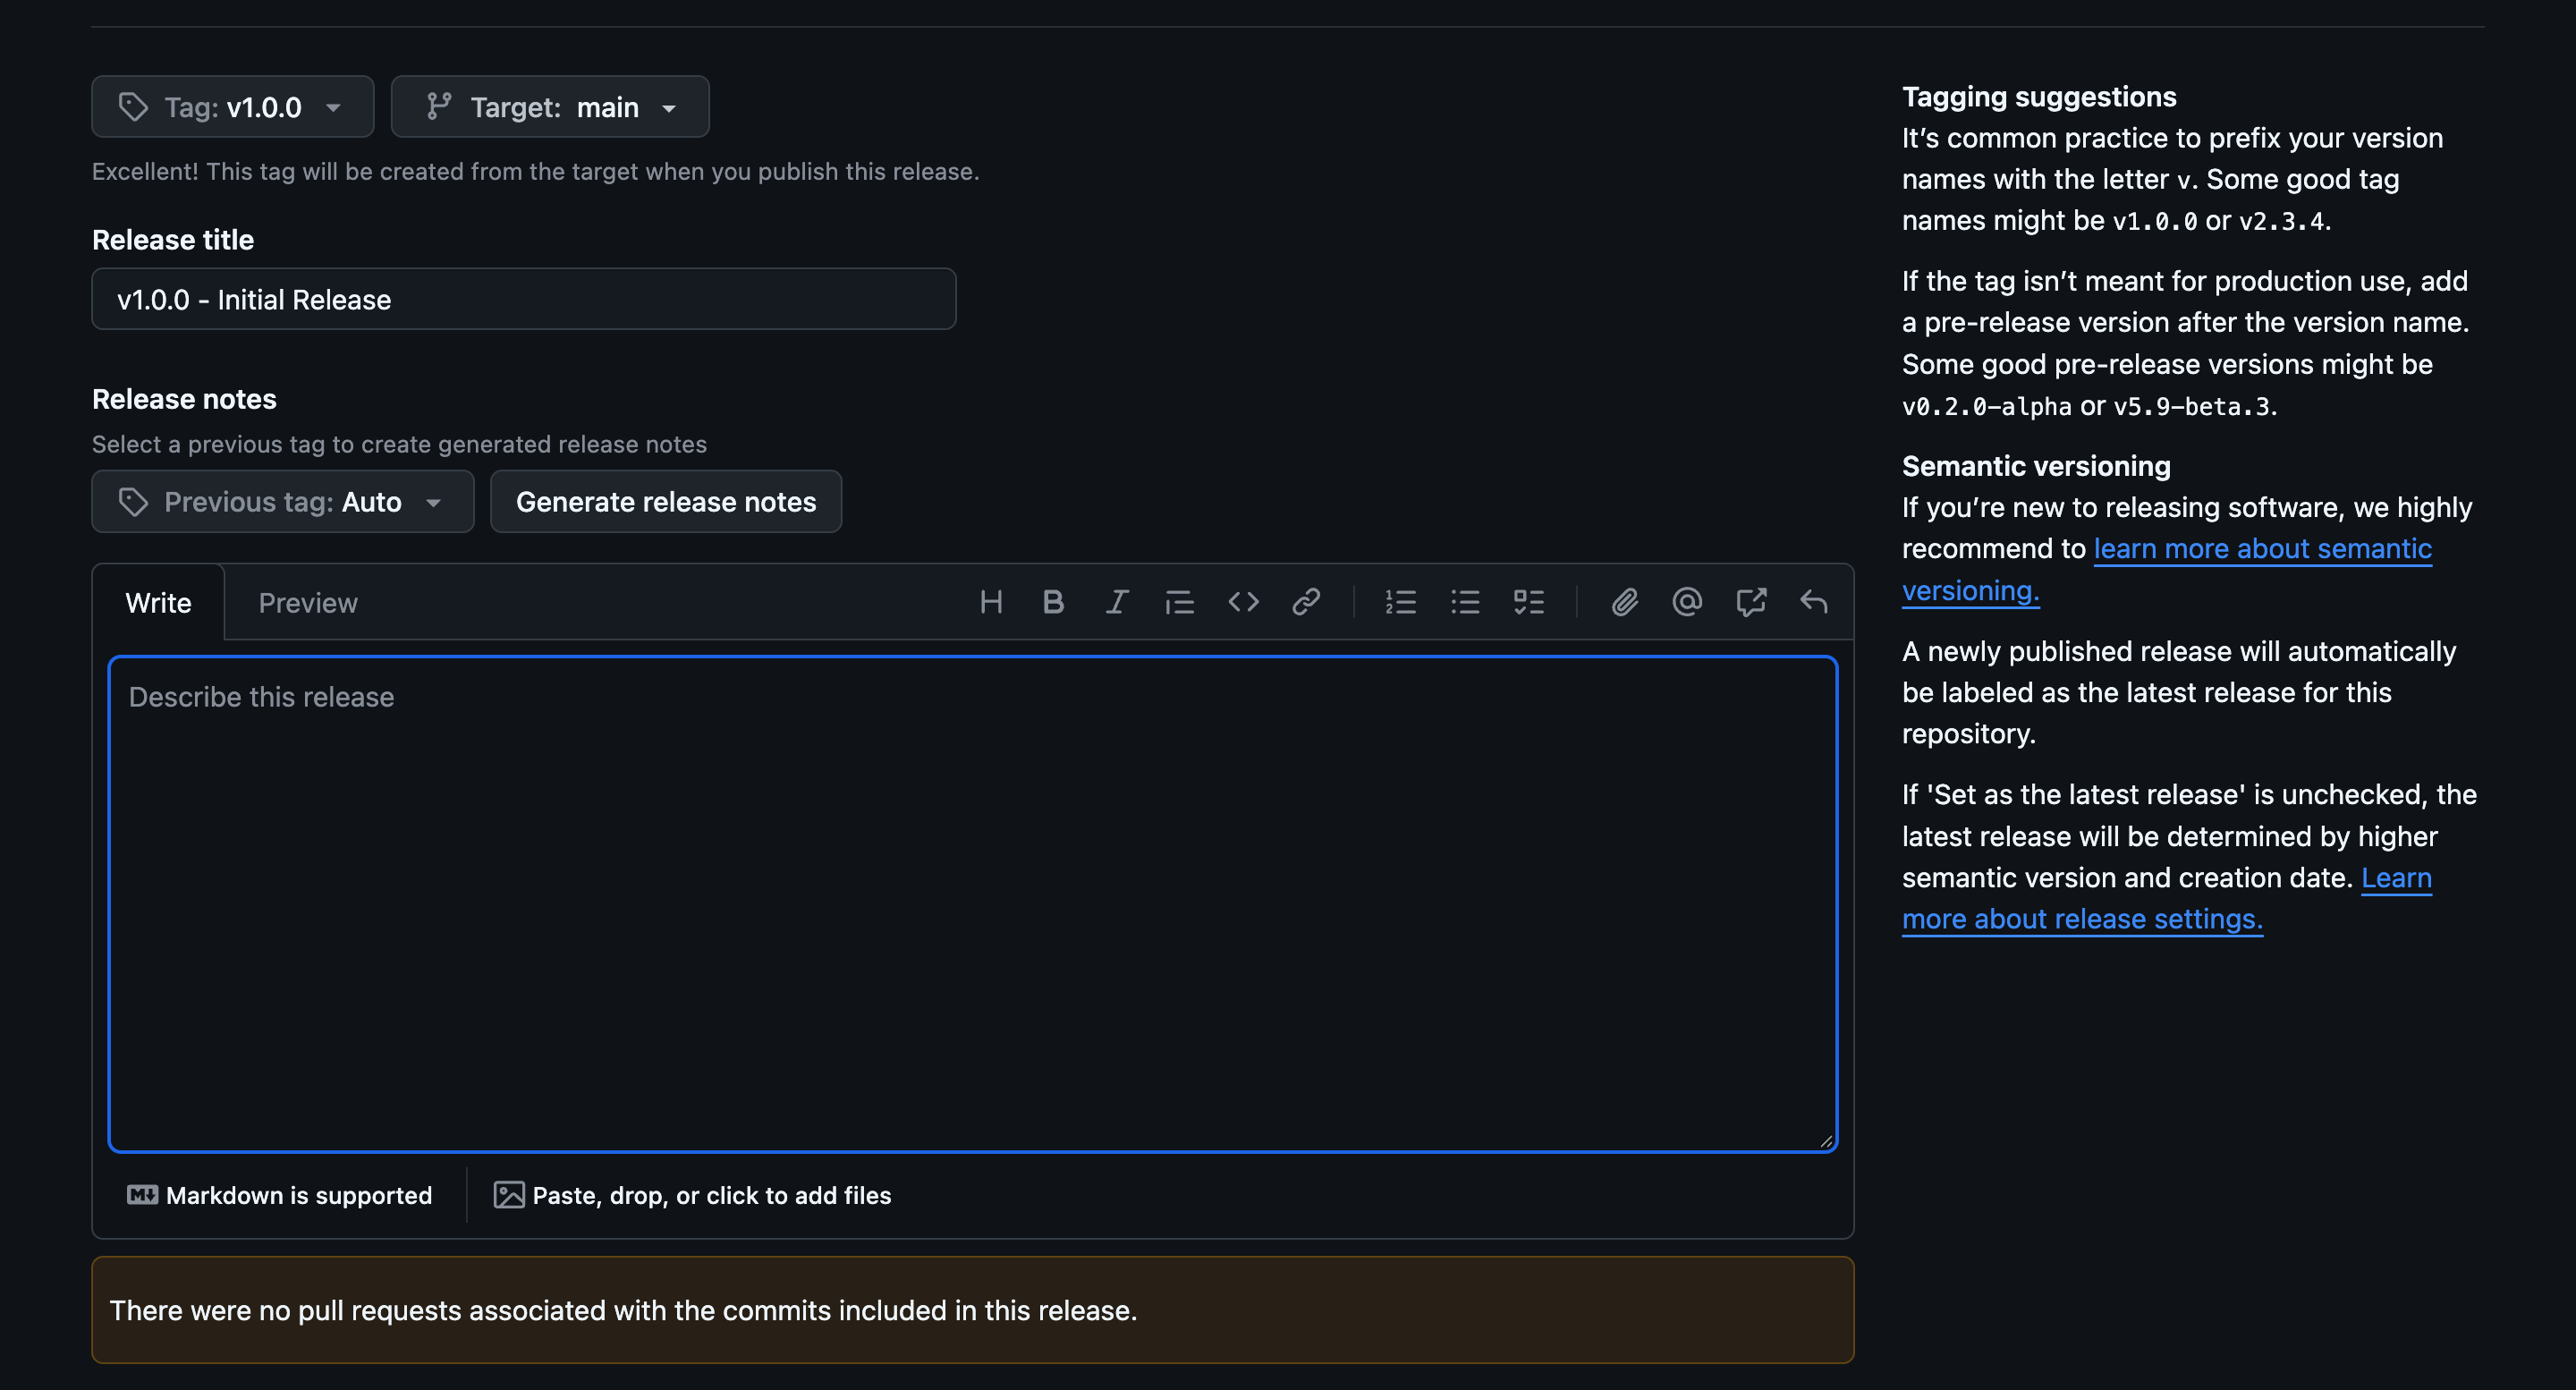 Tag: v1.0.0
Target: main
Excellent! This tag will be created from the target when you publish this release.
Release title
v1.0.0 - Initial Release
Release notes
Select a previous tag to create generated release notes
Previous tag: Auto
Generate release notes
Write
Preview
Describe this release
Markdown is supported
Paste, drop, or click to add files
There were no pull requests associated with the commits included in this release.
Tagging suggestions
It’s common practice to prefix your version
names with the letter v. Some good tag
names might be v1.0.0 or v2.3.4.
If the tag isn’t meant for production use, add
a pre-release version after the version name.
Some good pre-release versions might be
v0.2.0-alpha or v5.9-beta.3.
Semantic versioning
If you’re new to releasing software, we highly
recommend to learn more about semantic
versioning.
A newly published release will automatically
be labeled as the latest release for this
repository.
If 'Set as the latest release' is unchecked, the
latest release will be determined by higher
semantic version and creation date. Learn
more about release settings.